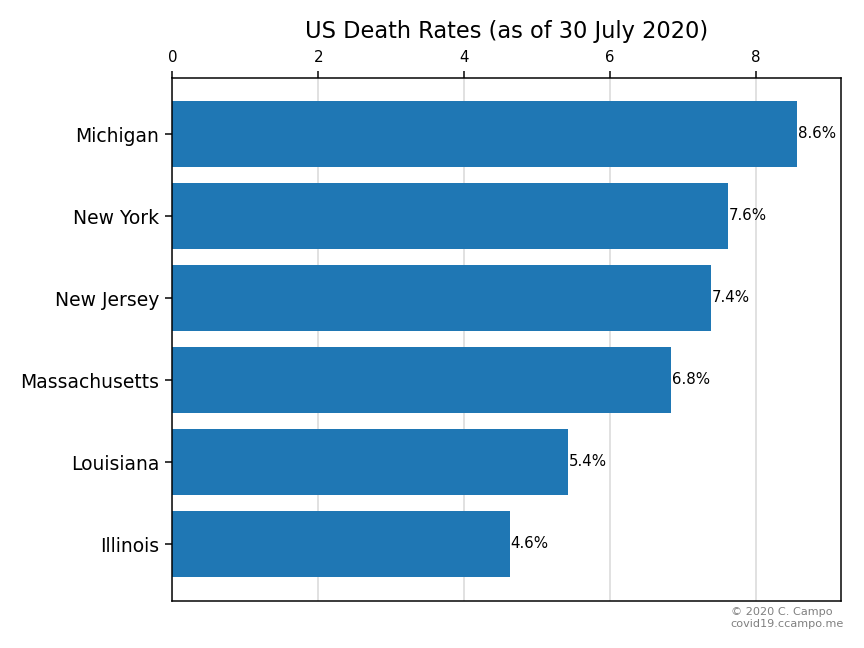 US Death Rates (as of 30 July 2020)
0 2 4 6 8
Michigan 8.6%
New York 7.6%
New Jersey 7.4%
Massachusetts 6.8%
Louisiana 5.4%
Illinois 4.6%
© 2020 C. Campo
covid19.ccampo.me